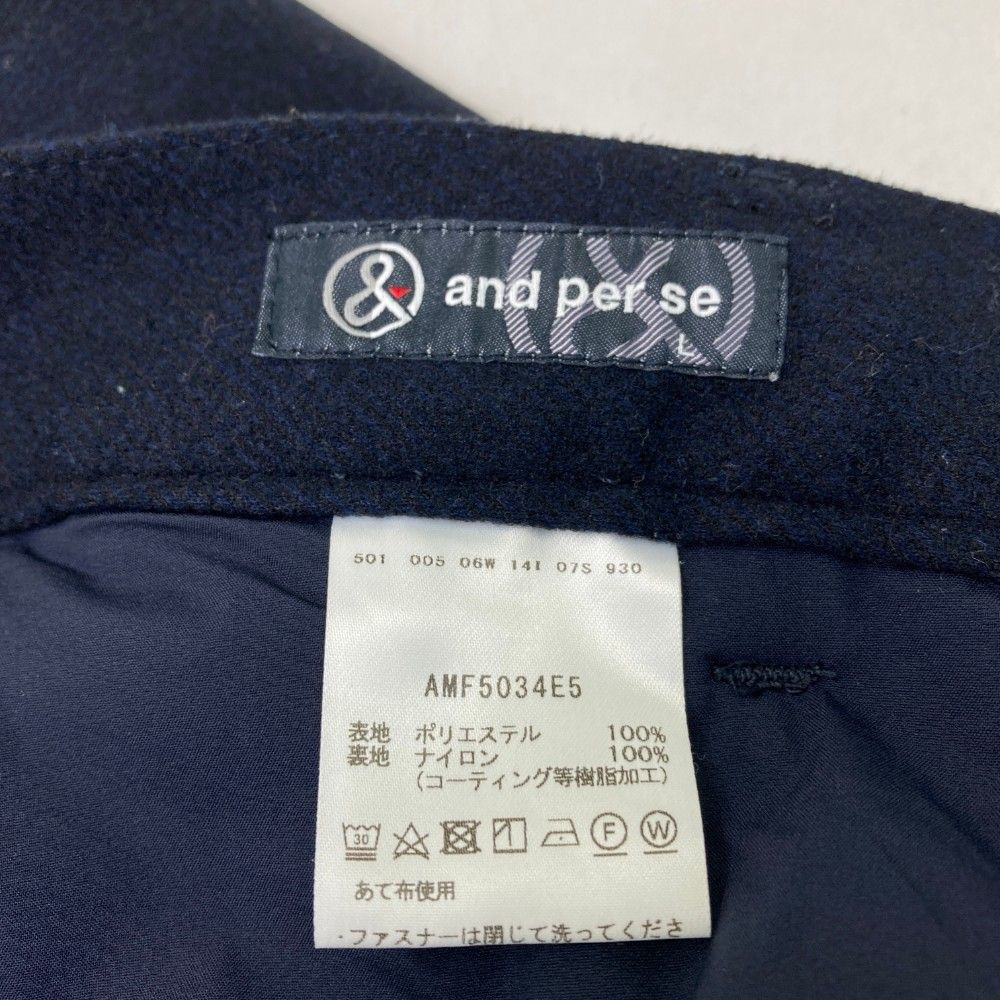 & and per se
L
501 005 06W 14I 07S 930
AMF5034E5
表地 ポリエステル 100%
裏地 ナイロン 100%
(コーティング等樹脂加工)
30 F W
あて布使用
・ファスナーは閉じて洗ってくださ